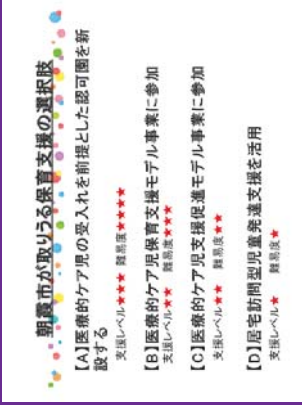 朝霞市が取りうる保育支援の選択肢
【A】医療的ケア児の受入れを前提とした認可園を新
設する
支援レベル★★★ 難易度★★★★
【B】医療的ケア児保育支援モデル事業に参加
支援レベル★★ 難易度★★★
【C】医療的ケア児支援促進モデル事業に参加
支援レベル★★ 難易度★★
【D】居宅訪問型児童発達支援を活用
支援レベル★ 難易度★